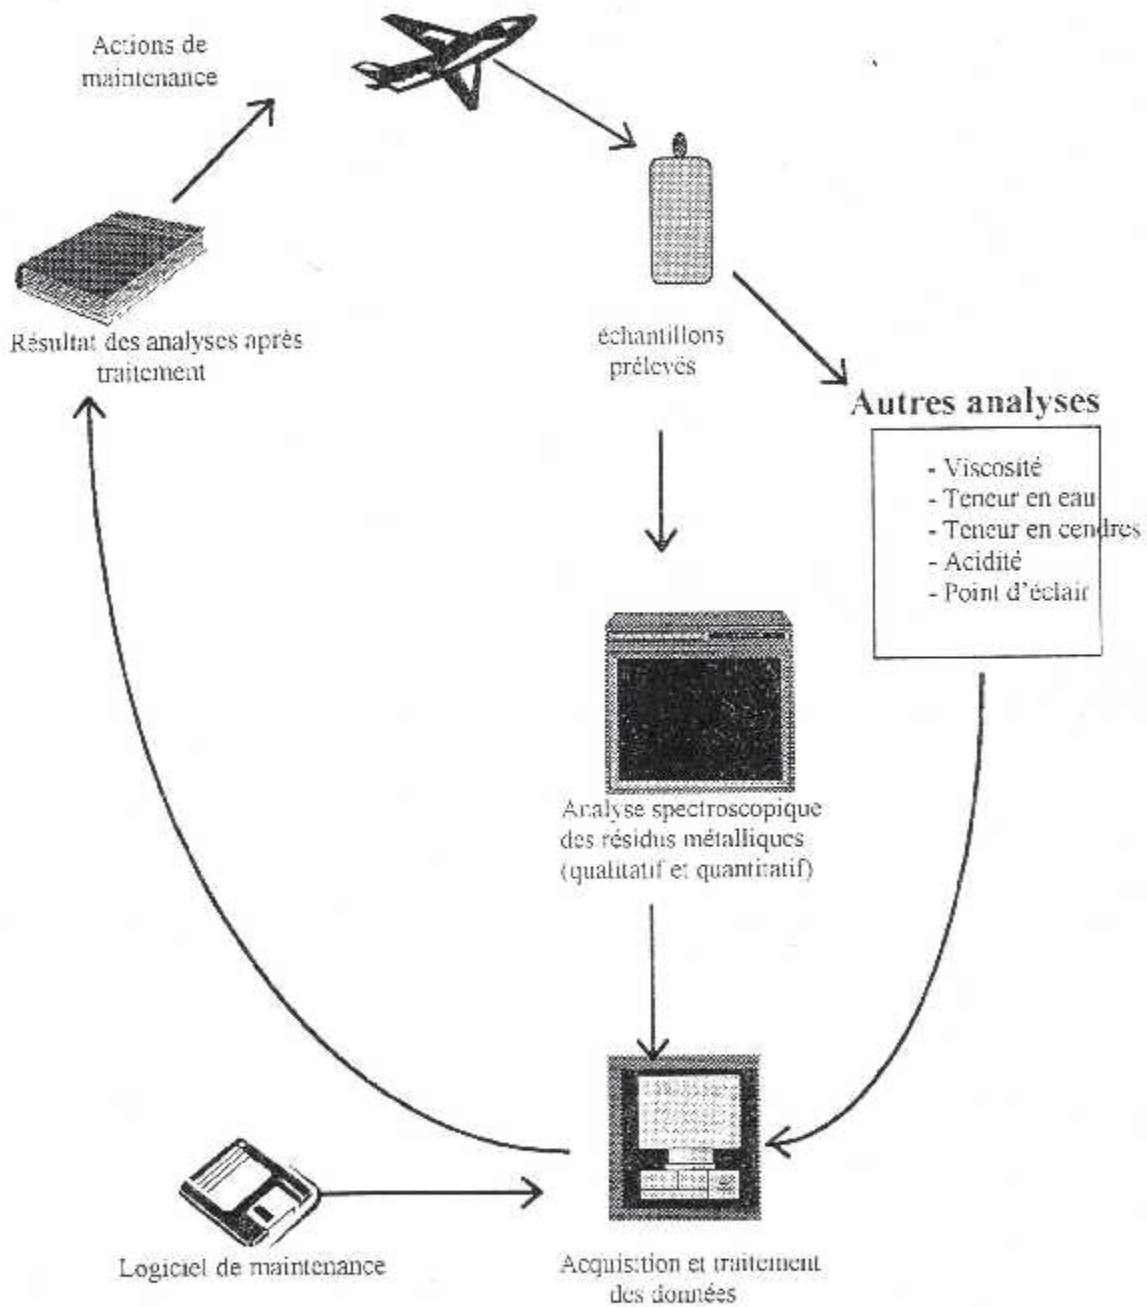 Actions de
maintenance
Résultat des analyses après
traitement
échantillons
prélevés
Autres analyses
- Viscosité
- Teneur en eau
- Teneur en cendres
- Acidité
- Point d'éclair
Analyse spectroscopique
des résidus métalliques
(qualitatif et quantitatif)
Logiciel de maintenance
Acquisition et traitement
des données